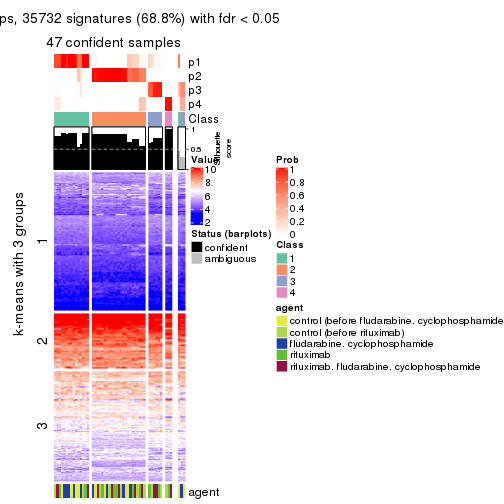 ps, 35732 signatures (68.8%) with fdr < 0.05
47 confident samples
p1
p2
p3
p4
Class
1
0.5
0
Silhouette
score
k-means with 3 groups
1
2
3
agent
Value
10
8
6
4
2
Status (barplots)
confident
ambiguous
Prob
1
0.8
0.6
0.4
0.2
0
Class
1
2
3
4
agent
control (before fludarabine. cyclophosphamide
control (before rituximab)
fludarabine. cyclophosphamide
rituximab
rituximab. fludarabine. cyclophosphamide